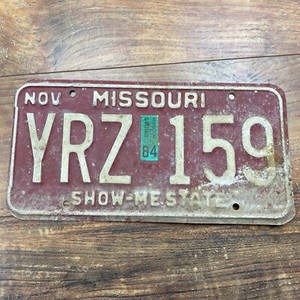 NOV MISSOURI
YRZ 159
84
SHOW-ME STATE